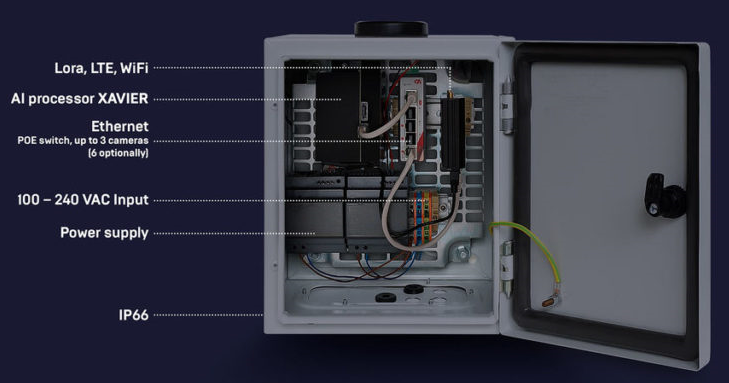 Lora, LTE, WiFi
AI processor XAVIER
Ethernet
POE switch, up to 3 cameras
(6 optionally)
100 – 240 VAC Input
Power supply
IP66